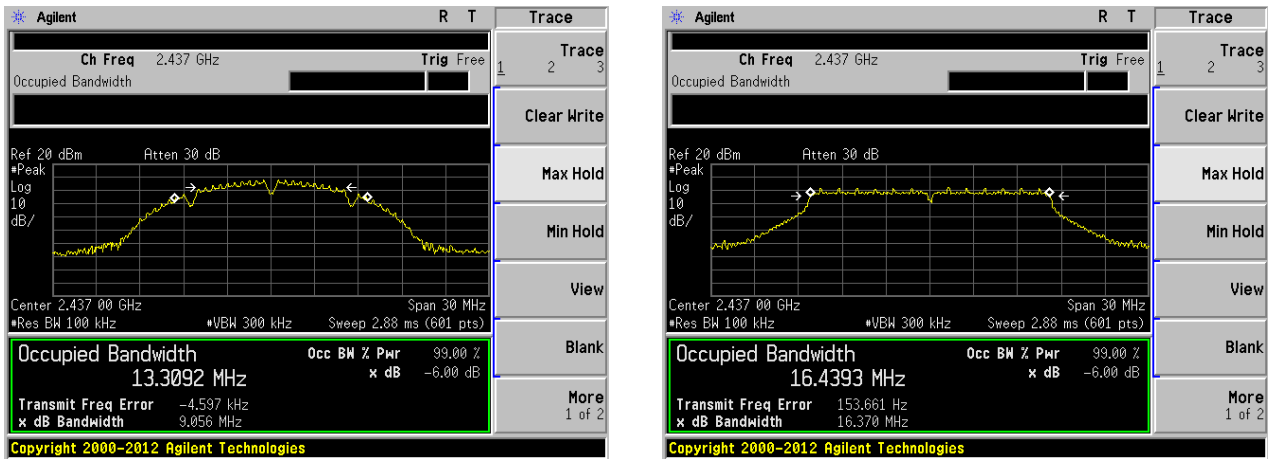 Agilent R T Trace
Ch Freq 2.437 GHz Trig Free
Occupied Bandwidth
Trace
1 2 3
Clear Write
Max Hold
Min Hold
View
Blank
More
1 of 2
Ref 20 dBm Atten 30 dB
#Peak
Log
10
dB/
Center 2.437 00 GHz Span 30 MHz
#Res BW 100 kHz #VBW 300 kHz Sweep 2.88 ms (601 pts)
Occupied Bandwidth Occ BW % Pwr 99.00 %
13.3092 MHz x dB -6.00 dB
Transmit Freq Error -4.597 kHz
x dB Bandwidth 9.056 MHz
Copyright 2000-2012 Agilent Technologies
Agilent R T Trace
Ch Freq 2.437 GHz Trig Free
Occupied Bandwidth
Trace
1 2 3
Clear Write
Max Hold
Min Hold
View
Blank
More
1 of 2
Ref 20 dBm Atten 30 dB
#Peak
Log
10
dB/
Center 2.437 00 GHz Span 30 MHz
#Res BW 100 kHz #VBW 300 kHz Sweep 2.88 ms (601 pts)
Occupied Bandwidth Occ BW % Pwr 99.00 %
16.4393 MHz x dB -6.00 dB
Transmit Freq Error 153.661 Hz
x dB Bandwidth 16.370 MHz
Copyright 2000-2012 Agilent Technologies